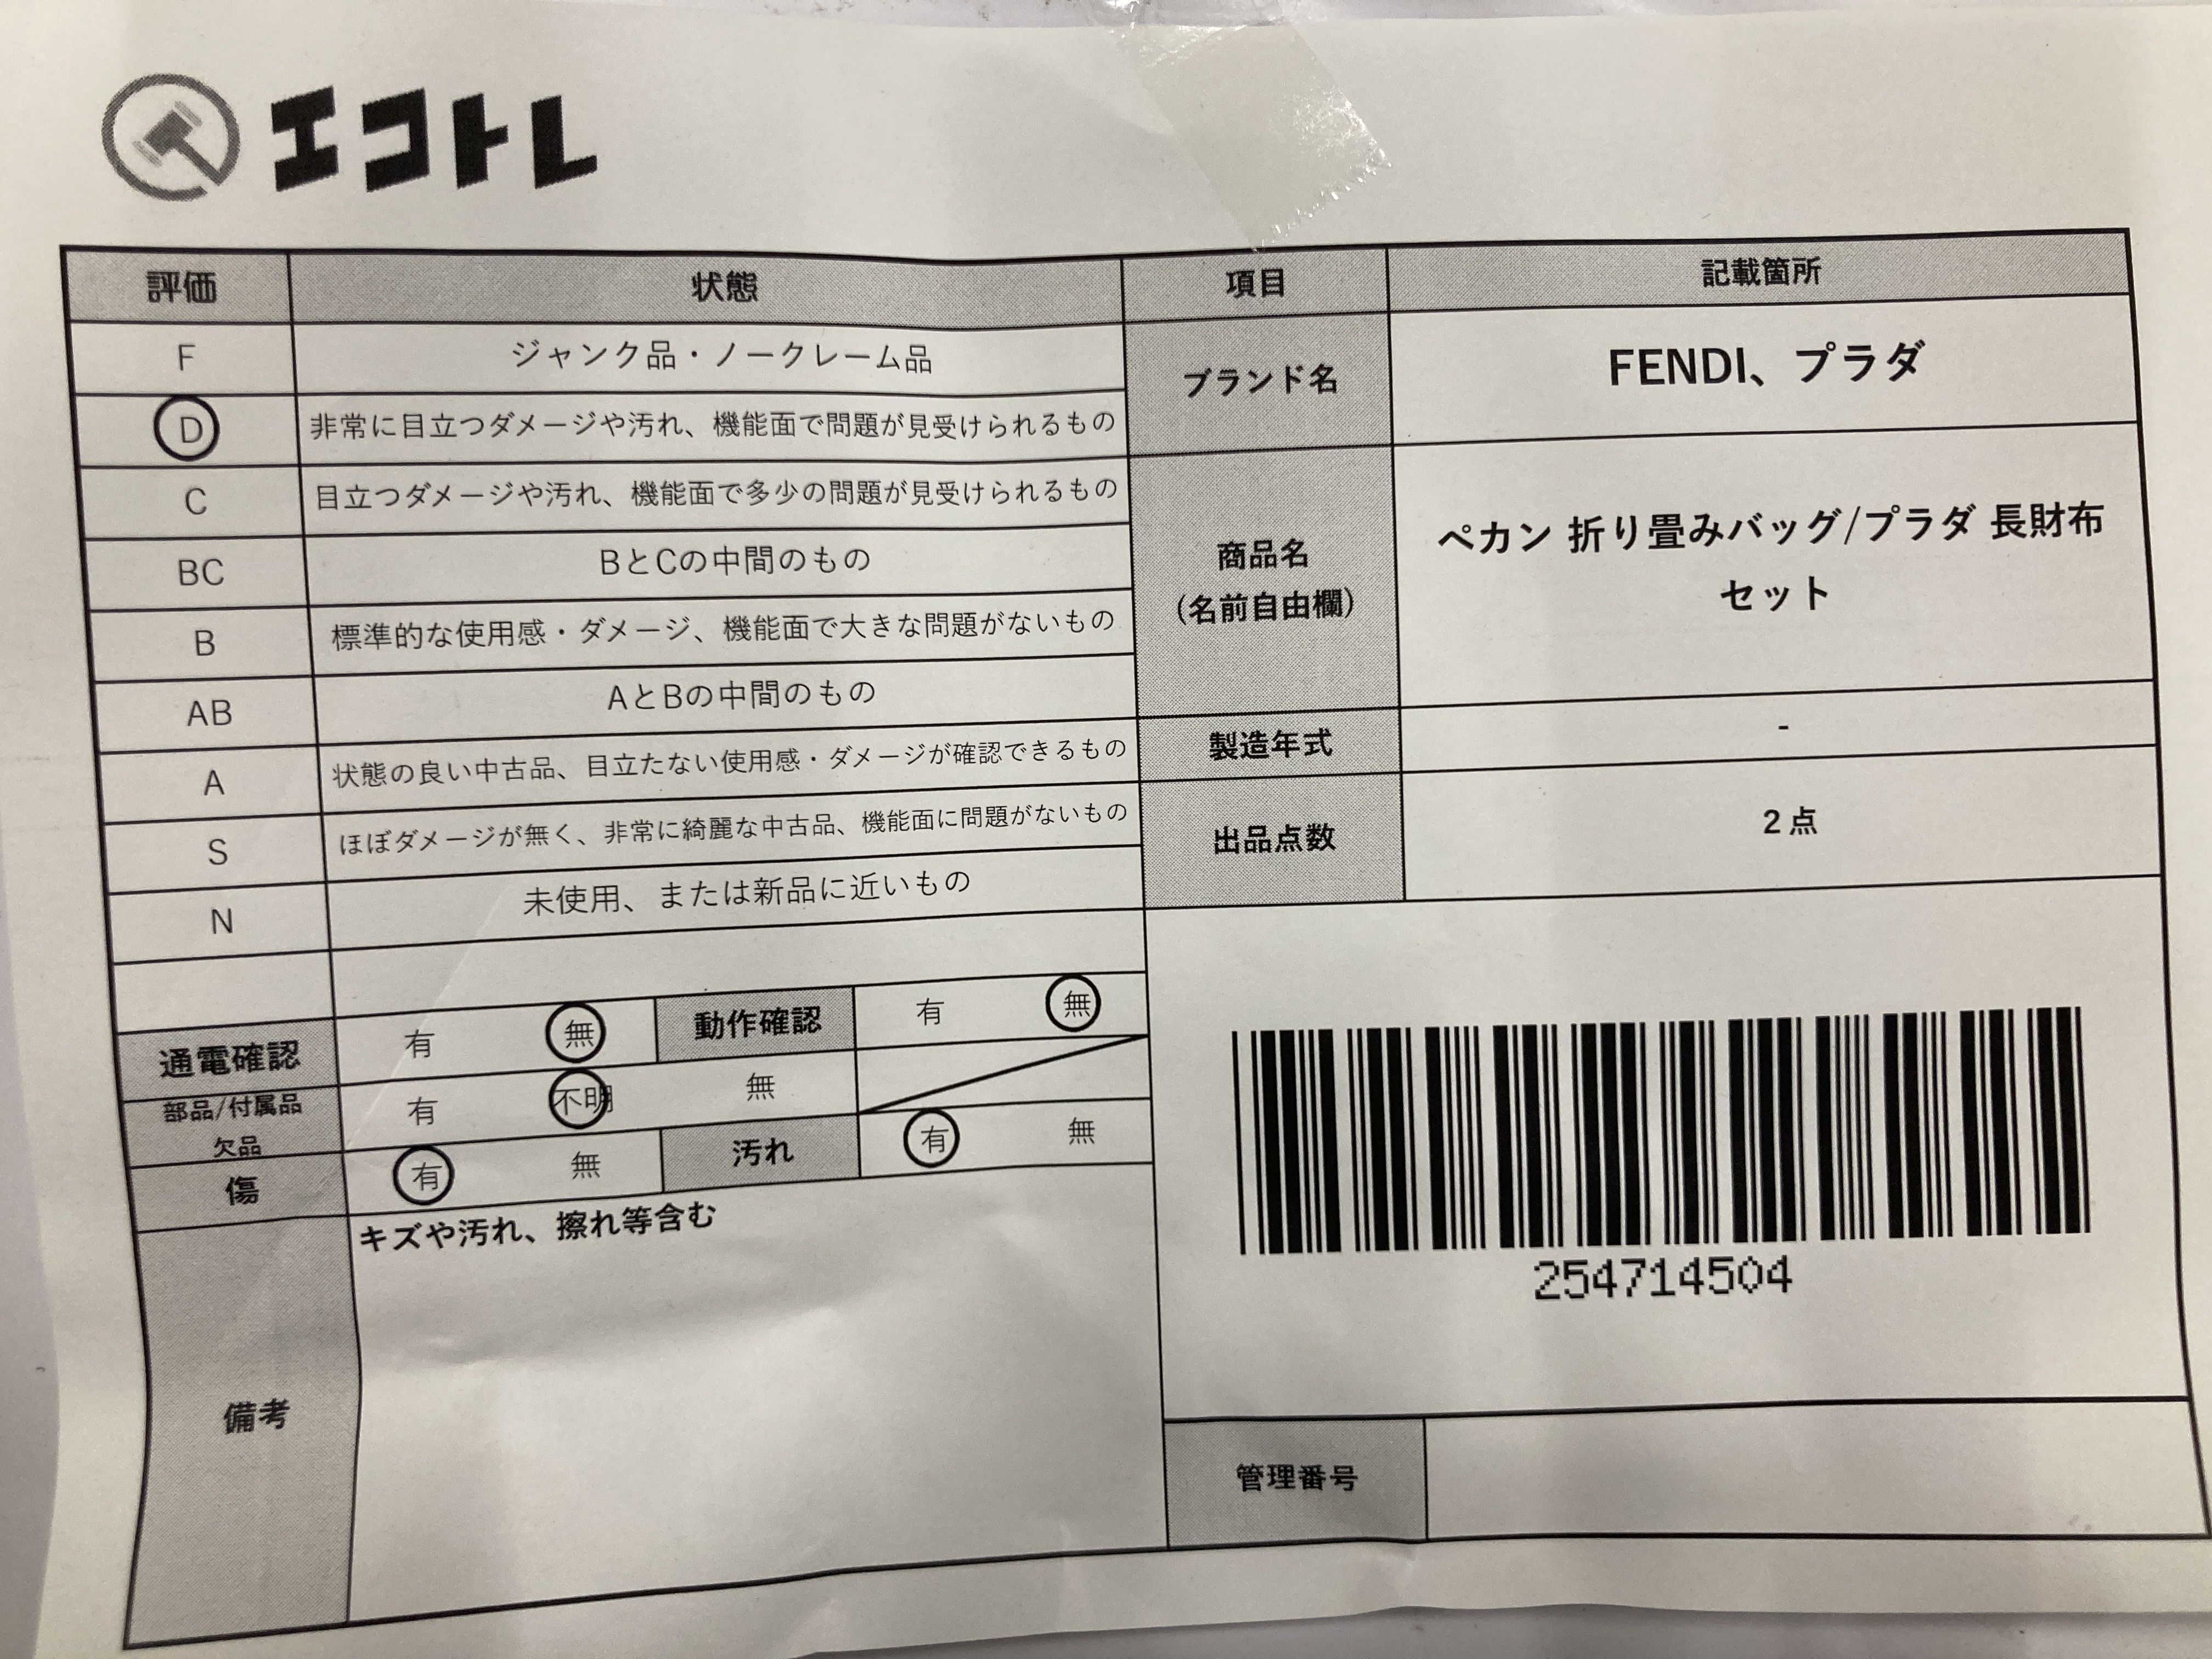 エコトレ
評価 状態 項目 記載箇所
F ジャンク品・ノークレーム品
D 非常に目立つダメージや汚れ、機能面で問題が見受けられるもの
C 目立つダメージや汚れ、機能面で多少の問題が見受けられるもの
BC BとCの中間のもの
B 標準的な使用感・ダメージ、機能面で大きな問題がないもの
AB AとBの中間のもの
A 状態の良い中古品、目立たない使用感・ダメージが確認できるもの
S ほぼダメージが無く、非常に綺麗な中古品、機能面に問題がないもの
N 未使用、または新品に近いもの
通電確認 有 無 動作確認 有 無
部品/付属品
欠品 有 不明 無
傷 有 無 汚れ 有 無
備考 キズや汚れ、擦れ等含む
ブランド名 FENDI、プラダ
商品名
(名前自由欄)
ペカン 折り畳みバッグ/プラダ 長財布
セット
製造年式 -
出品点数 2点
254714504
管理番号